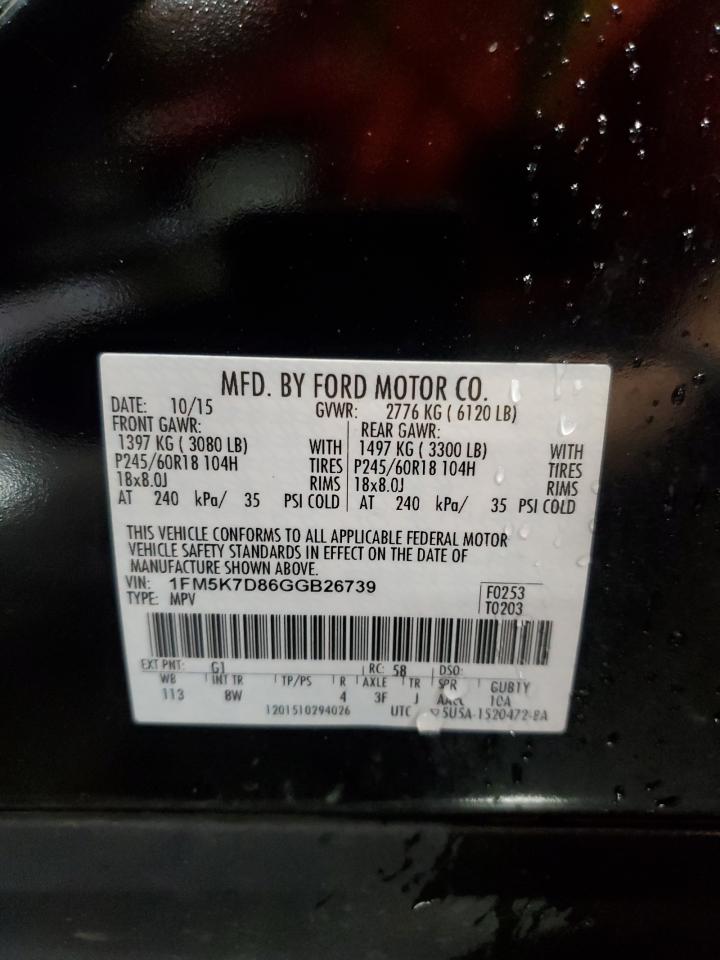 MFD. BY FORD MOTOR CO.
DATE: 10/15 GVWR: 2776 KG ( 6120 LB)
FRONT GAWR: REAR GAWR:
1397 KG ( 3080 LB) WITH 1497 KG ( 3300 LB) WITH
P245/60R18 104H TIRES P245/60R18 104H TIRES
18x8.0J RIMS 18x8.0J RIMS
AT 240 kPa/ 35 PSI COLD AT 240 kPa/ 35 PSI COLD
THIS VEHICLE CONFORMS TO ALL APPLICABLE FEDERAL MOTOR
VEHICLE SAFETY STANDARDS IN EFFECT ON THE DATE OF
MANUFACTURE SHOWN ABOVE.
VIN: 1FM5K7D86GGB26739 F0253
TYPE: MPV T0203
EXT PNT: G1 RC: 58 DSO:
WB INT TR TP/PS R AXLE TR SPR GUB1Y
113 8W 4 3F J 10A
1201510294026 UTC